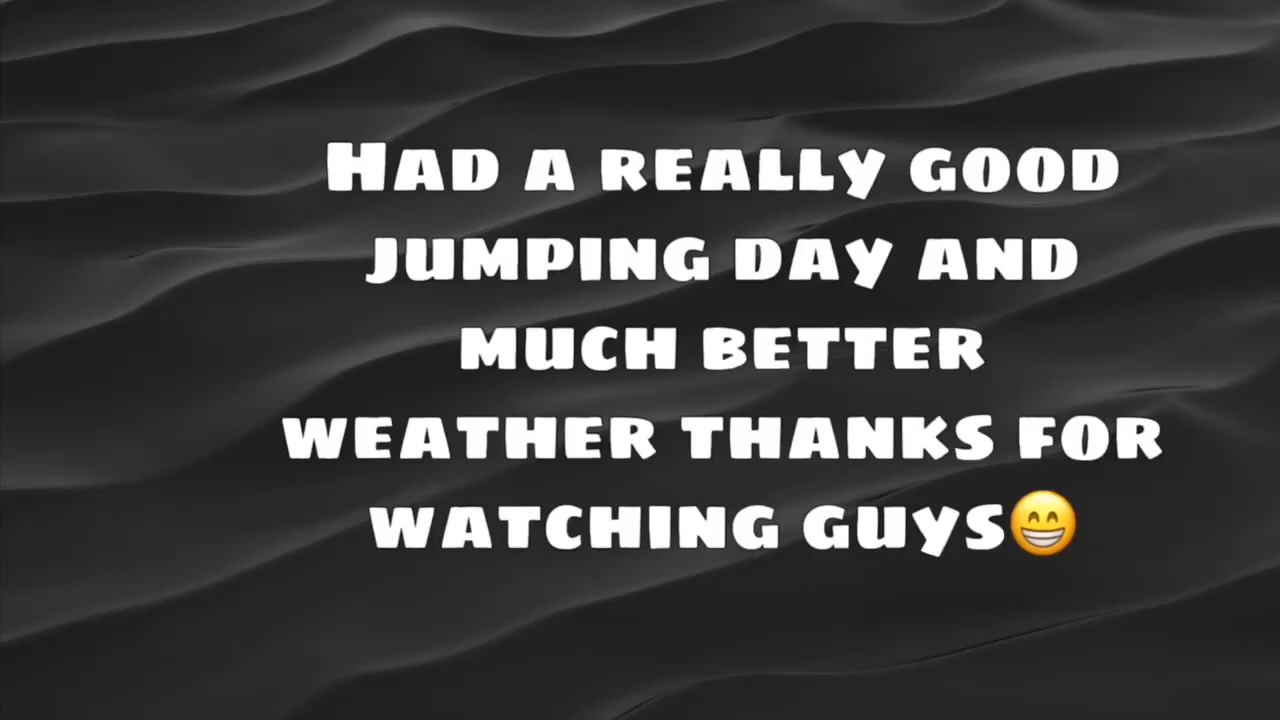 Had a really good
jumping day and
much better
weather thanks for
watching guys😁